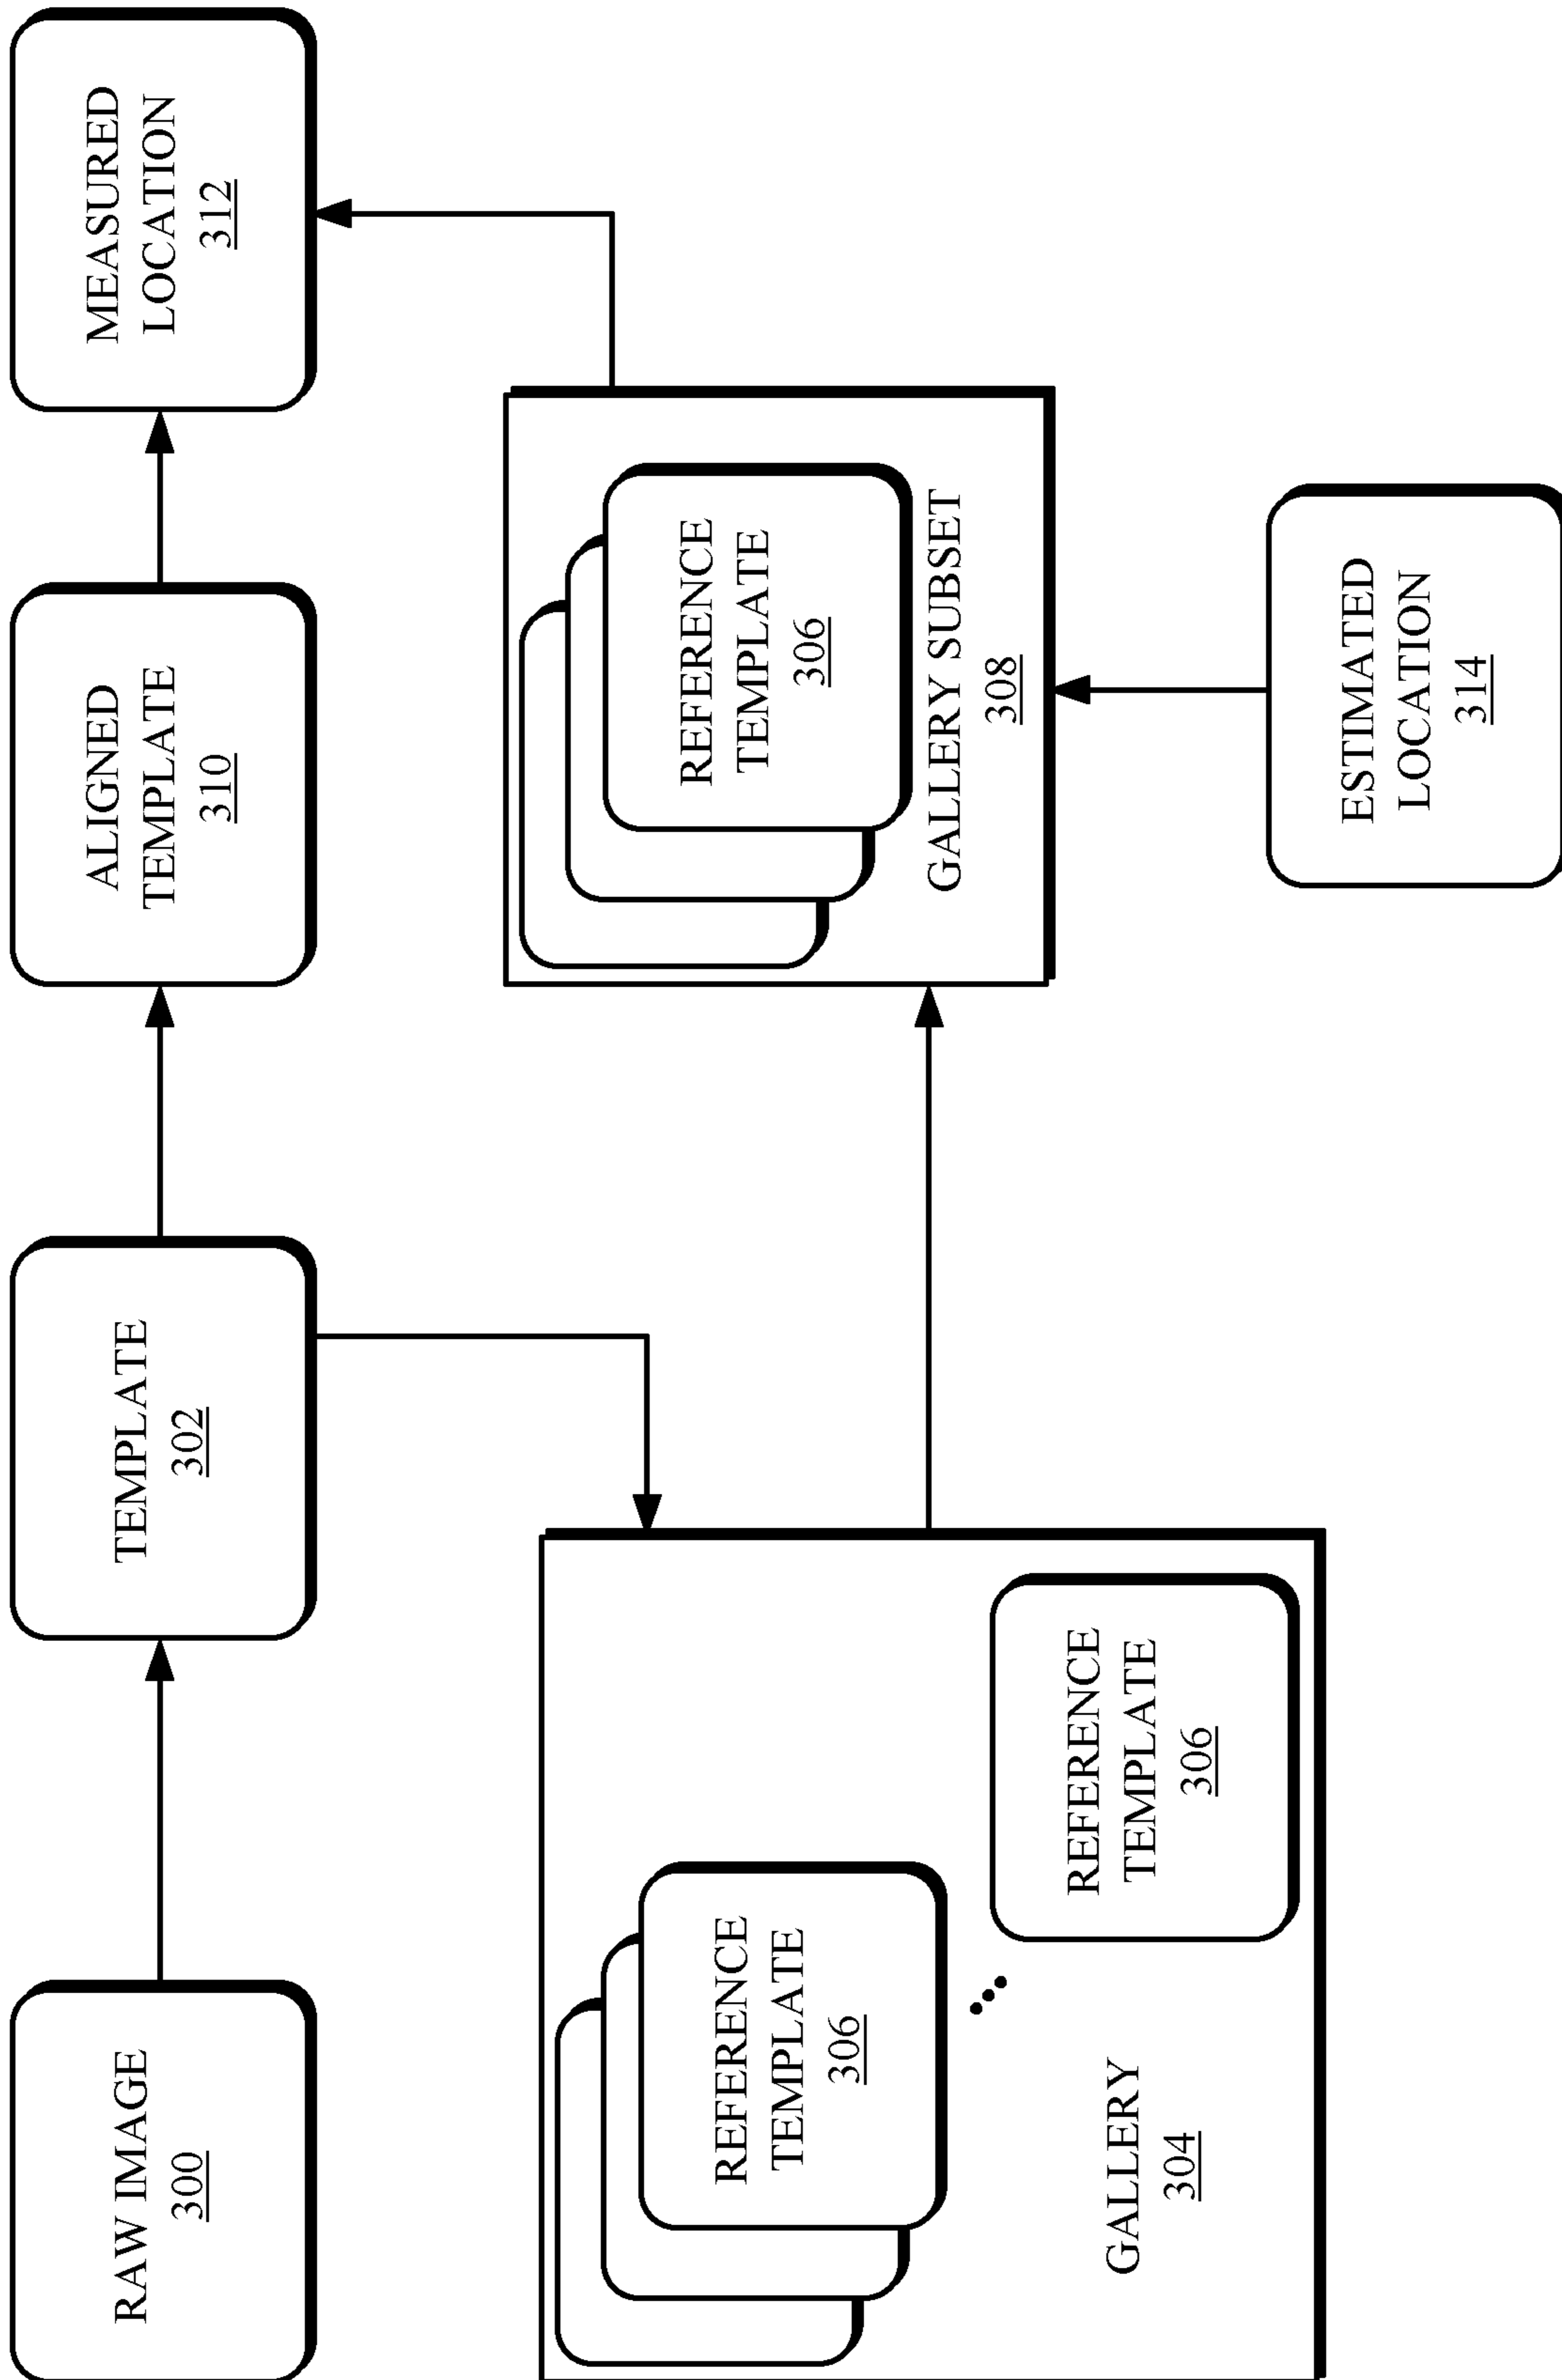 RAW IMAGE
300
TEMPLATE
302
ALIGNED
TEMPLATE
310
MEASURED
LOCATION
312
REFERENCE
TEMPLATE
306
REFERENCE
TEMPLATE
306
GALLERY
304
REFERENCE
TEMPLATE
306
GALLERY SUBSET
308
ESTIMATED
LOCATION
314